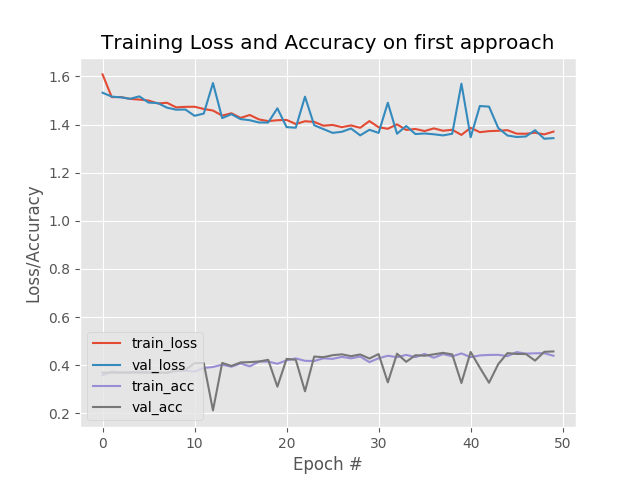 Training Loss and Accuracy on first approach
1.6
1.4
1.2
1.0
0.8
0.6
0.4
0.2
Loss/Accuracy
train_loss
val_loss
train_acc
val_acc
0 10 20 30 40 50
Epoch #